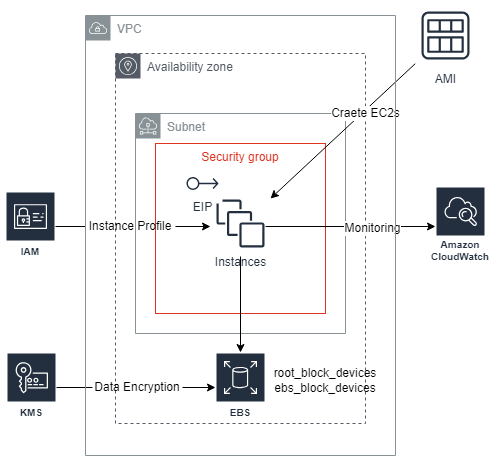 VPC
Availability zone
AMI
Craete EC2s
Subnet
Security group
EIP
Instance Profile
Monitoring
IAM
Amazon
CloudWatch
Instances
root_block_devices
ebs_block_devices
Data Encryption
KMS
EBS